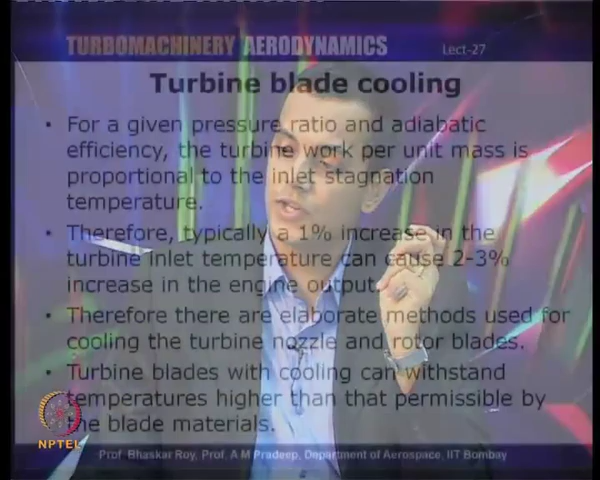 TURBOMACHINERY AERODYNAMICS Lect-27
Turbine blade cooling
• For a given pressure ratio and adiabatic
efficiency, the turbine work per unit mass is
proportional to the inlet stagnation
temperature.
• Therefore, typically a 1% increase in the
turbine inlet temperature can cause 2-3%
increase in the engine output.
• Therefore there are elaborate methods used for
cooling the turbine nozzle and rotor blades.
• Turbine blades with cooling can withstand
temperatures higher than that permissible by
the blade materials.
NPTEL
Prof Bhaskar Roy, Prof. A M Pradeep, Department of Aerospace, IIT Bombay